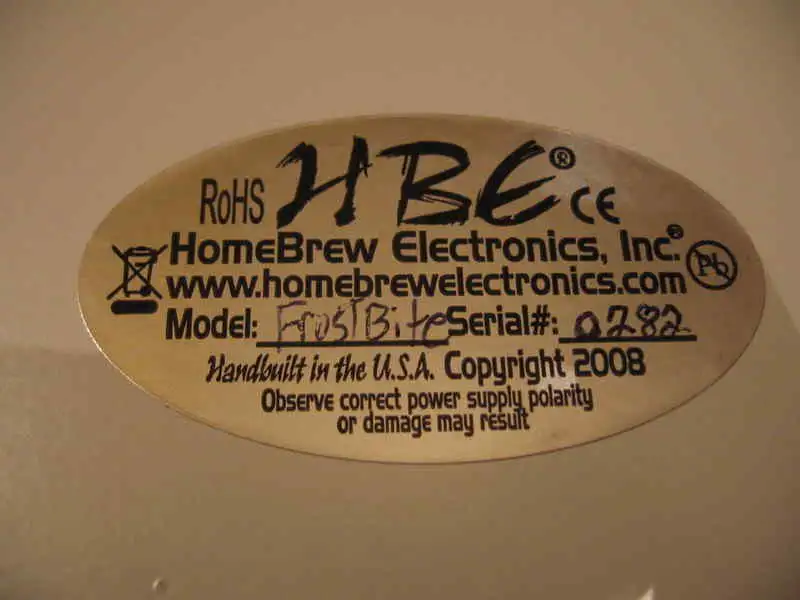 RoHS HBE® CE
HomeBrew Electronics, Inc.®
Pb
www.homebrewelectronics.com
Model: FrostBite Serial#: 0282
Handbuilt in the U.S.A. Copyright 2008
Observe correct power supply polarity
or damage may result